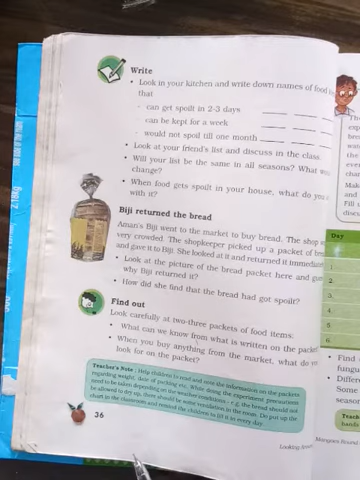 Write
• Look in your kitchen and write down names of food
that
- can get spoilt in 2-3 days
- can be kept for a week
- would not spoil till one month
• Look at your friend's list and discuss in the class.
• Will your list be the same in all seasons? What
change?
• When food gets spoilt in your house, what do you
with it?
Biji returned the bread
Aman's Biji went to the market to buy bread. The shop
very crowded. The shopkeeper picked up a packet of
and gave it to Biji. She looked at it and returned it
• Look at the picture of the bread packet here and
why Biji returned it?
• How did she find that the bread had got spoilt?
Find out
Look carefully at two-three packets of food items:
• What can we know from what is written on the
• When you buy anything from the market, what do
look for on the packet?
Teacher's Note : Help children to read and note the information on the packets
regarding weight, date of packing etc. While doing the experiment precautions
need to be taken depending on the weather conditions - e.g. the bread should not
be allowed to dry up, there should be some ventilation in the room. Do put up the
chart in the classroom and remind the children to fill it in every day.
36
Day
1.
2.
3.
4.
5.
6.
• Find
• Differe
Some
season